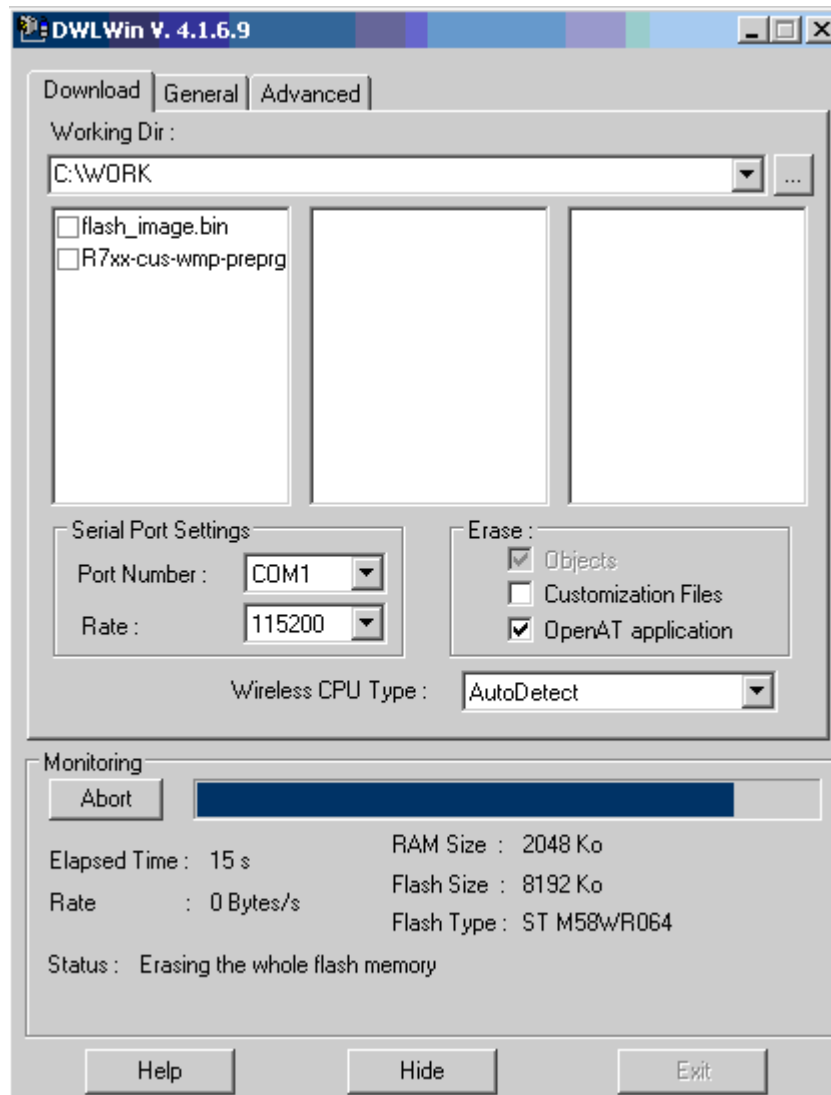 DWLWin V. 4.1.6.9
Download General Advanced
Working Dir :
C:\WORK ...
flash_image.bin
R7xx-cus-wmp-preprg
Serial Port Settings
Port Number : COM1
Rate : 115200
Erase :
Objects
Customization Files
OpenAT application
Wireless CPU Type : AutoDetect
Monitoring
Abort
Elapsed Time : 15 s
Rate : 0 Bytes/s
RAM Size : 2048 Ko
Flash Size : 8192 Ko
Flash Type : ST M58WR064
Status : Erasing the whole flash memory
Help Hide Exit